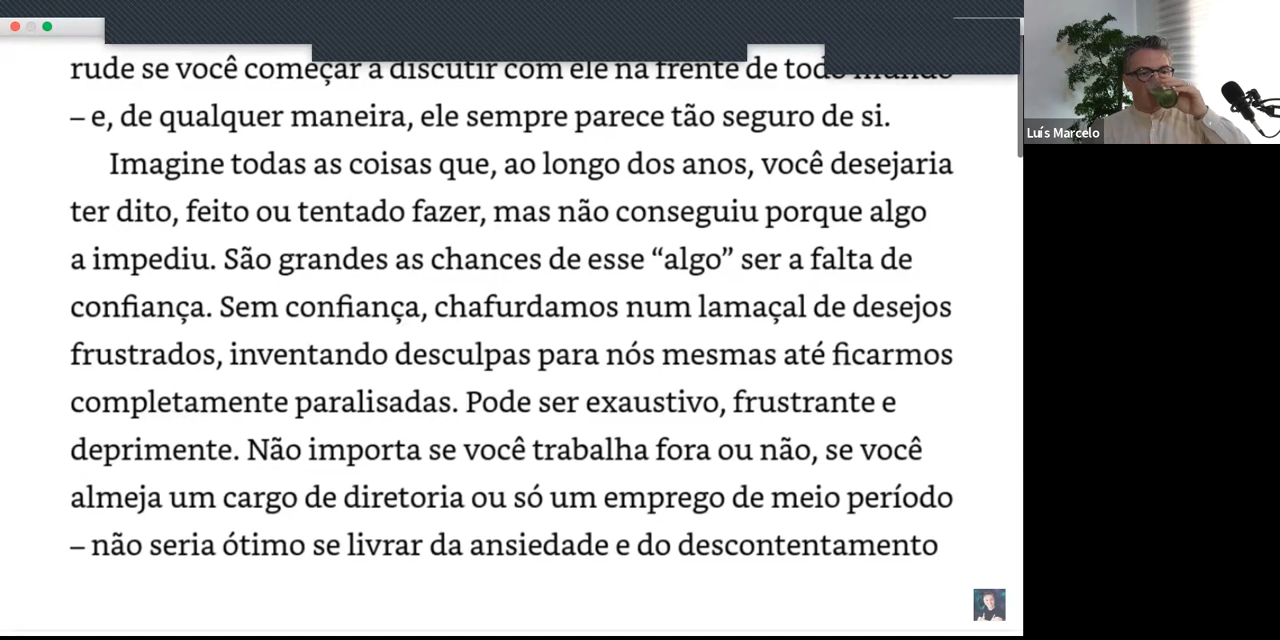 rude se você começar a discutir com ele na frente de todo mundo
– e, de qualquer maneira, ele sempre parece tão seguro de si.
Imagine todas as coisas que, ao longo dos anos, você desejaria
ter dito, feito ou tentado fazer, mas não conseguiu porque algo
a impediu. São grandes as chances de esse “algo” ser a falta de
confiança. Sem confiança, chafurdamos num lamaçal de desejos
frustrados, inventando desculpas para nós mesmas até ficarmos
completamente paralisadas. Pode ser exaustivo, frustrante e
deprimente. Não importa se você trabalha fora ou não, se você
almeja um cargo de diretoria ou só um emprego de meio período
– não seria ótimo se livrar da ansiedade e do descontentamento
Luís Marcelo